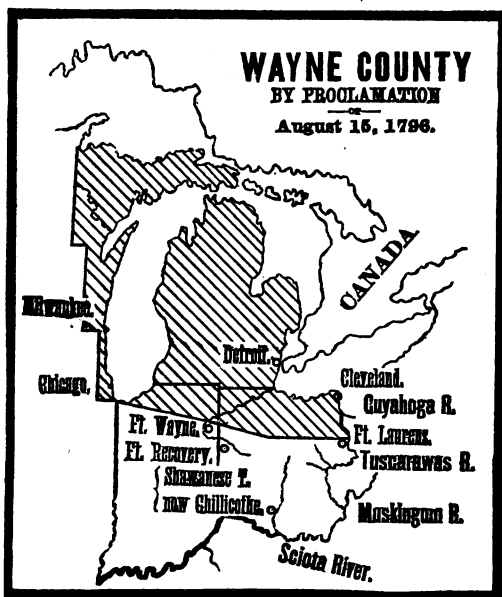 WAYNE COUNTY
BY PROCLAMATION
OF
August 15, 1796.
CANADA
Milwaukee.
Detroit.
Chicago.
Cleveland.
Cuyahoga R.
Ft. Wayne.
Ft. Laurens.
Ft. Recovery.
Tuscarawas R.
Shawanese T.
now Chillicothe.
Muskingum R.
Sciota River.